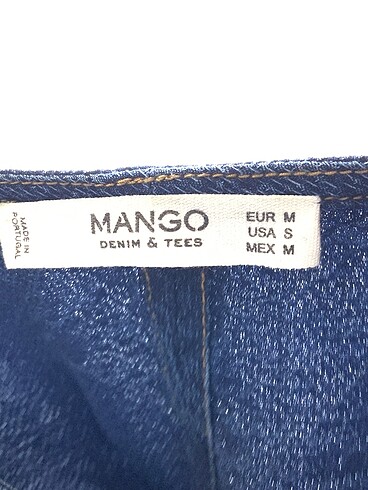 MADE IN
PORTUGAL
MANGO
DENIM & TEES
EUR M
USA S
MEX M